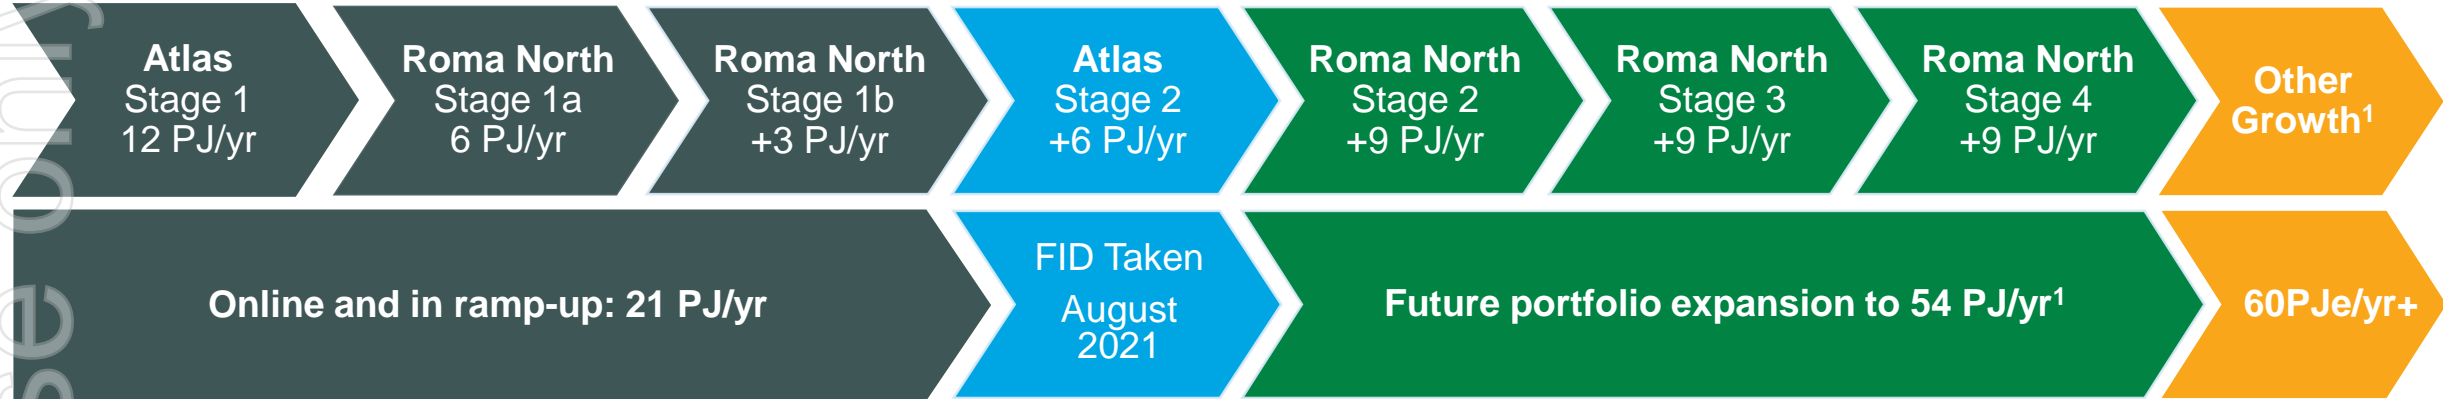 Atlas
Stage 1
12 PJ/yr
Roma North
Stage 1a
6 PJ/yr
Roma North
Stage 1b
+3 PJ/yr
Atlas
Stage 2
+6 PJ/yr
Roma North
Stage 2
+9 PJ/yr
Roma North
Stage 3
+9 PJ/yr
Roma North
Stage 4
+9 PJ/yr
Other
Growth¹
Online and in ramp-up: 21 PJ/yr
FID Taken
August
2021
Future portfolio expansion to 54 PJ/yr¹
60PJe/yr+
se only